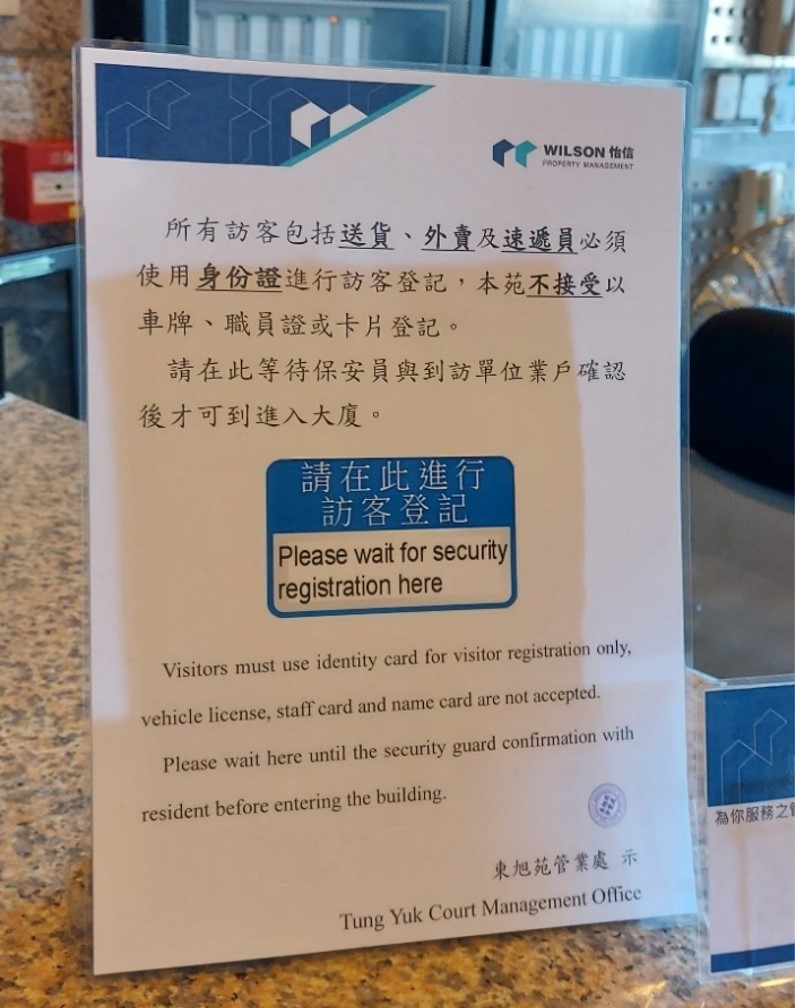 WILSON 怡信
PROPERTY MANAGEMENT
所有訪客包括送貨、外賣及速遞員必須
使用身份證進行訪客登記，本苑不接受以
車牌、職員證或卡片登記。
請在此等待保安員與到訪單位業戶確認
後才可到進入大廈。
請在此進行
訪客登記
Please wait for security
registration here
Visitors must use identity card for visitor registration only,
vehicle license, staff card and name card are not accepted.
Please wait here until the security guard confirmation with
resident before entering the building.
東旭苑管業處 示
Tung Yuk Court Management Office
為你服務之